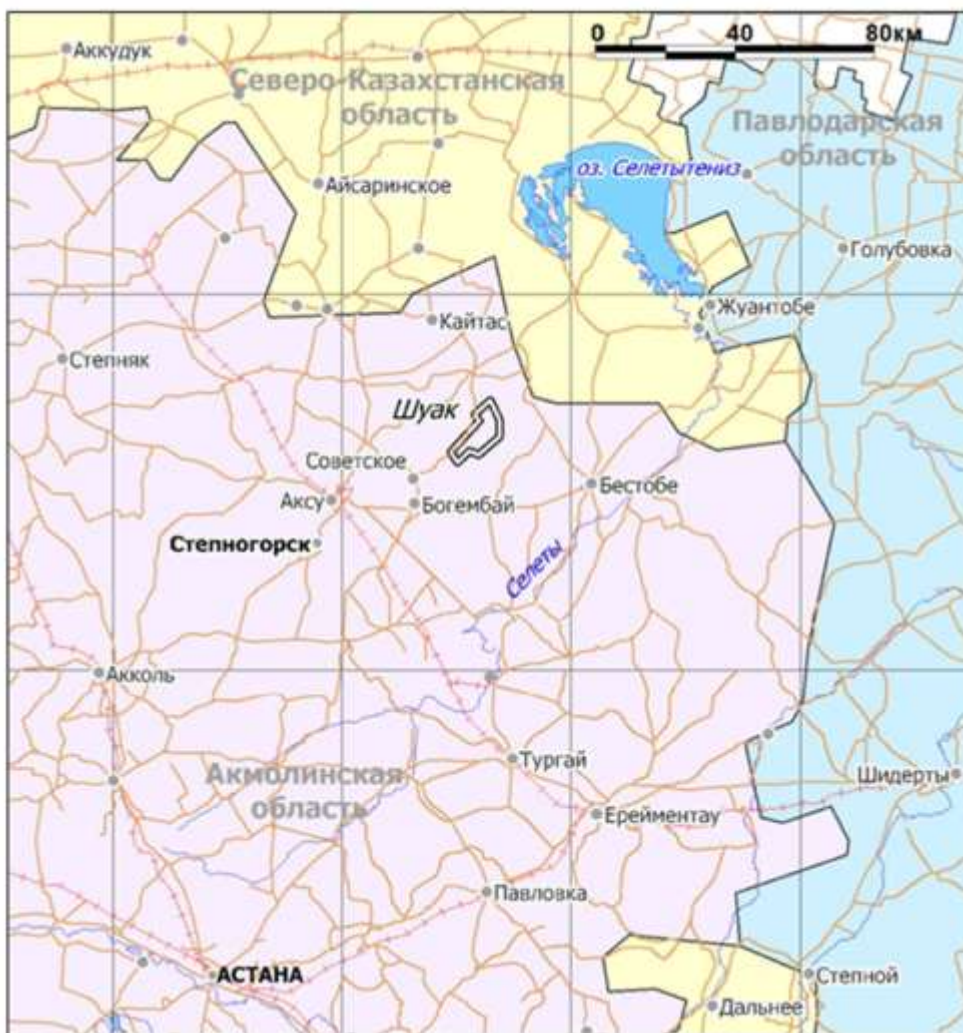 0 40 80км
Аккудук
Северо-Казахстанская
область
Павлодарская
область
оз. Селетытениз
Айсаринское
Голубовка
Жуантобе
Кайтас
Степняк
Шуак
Советское
Аксу
Богембай
Бестобе
Степногорск
Селеты
Акколь
Тургай
Акмолинская
область
Шидерты
Ерейментау
Павловка
АСТАНА
Степной
Дальнее